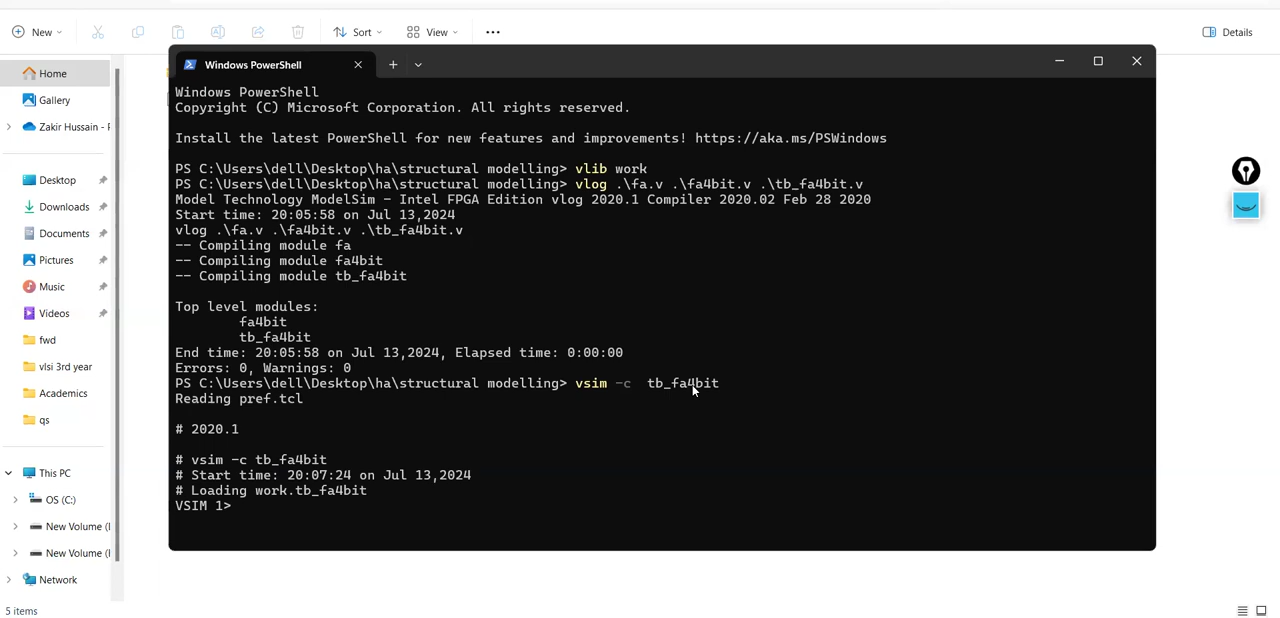 New
Sort
View
Details
Home
Gallery
Zakir Hussain -
Desktop
Downloads
Documents
Pictures
Music
Videos
fwd
vlsi 3rd year
Academics
qs
This PC
OS (C:)
New Volume (
New Volume (
Network
5 items
Windows PowerShell
Windows PowerShell
Copyright (C) Microsoft Corporation. All rights reserved.
Install the latest PowerShell for new features and improvements! https://aka.ms/PSWindows
PS C:\Users\dell\Desktop\ha\structural modelling> vlib work
PS C:\Users\dell\Desktop\ha\structural modelling> vlog .\fa.v .\fa4bit.v .\tb_fa4bit.v
Model Technology ModelSim - Intel FPGA Edition vlog 2020.1 Compiler 2020.02 Feb 28 2020
Start time: 20:05:58 on Jul 13,2024
vlog .\fa.v .\fa4bit.v .\tb_fa4bit.v
-- Compiling module fa
-- Compiling module fa4bit
-- Compiling module tb_fa4bit
Top level modules:
fa4bit
tb_fa4bit
End time: 20:05:58 on Jul 13,2024, Elapsed time: 0:00:00
Errors: 0, Warnings: 0
PS C:\Users\dell\Desktop\ha\structural modelling> vsim -c  tb_fa4bit
Reading pref.tcl
# 2020.1
# vsim -c tb_fa4bit
# Start time: 20:07:24 on Jul 13,2024
# Loading work.tb_fa4bit
VSIM 1>